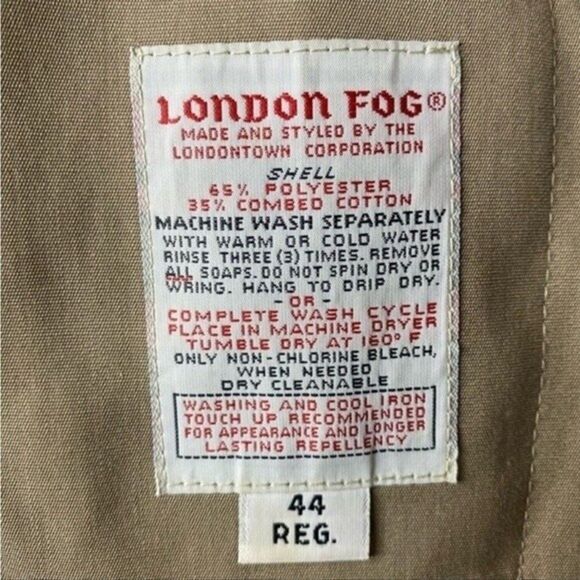 LONDON FOG®
MADE AND STYLED BY THE
LONDONTOWN CORPORATION
SHELL
65% POLYESTER
35% COMBED COTTON
MACHINE WASH SEPARATELY
WITH WARM OR COLD WATER
RINSE THREE (3) TIMES. REMOVE
ALL SOAPS. DO NOT SPIN DRY OR
WRING. HANG TO DRIP DRY.
-OR-
COMPLETE WASH CYCLE
PLACE IN MACHINE DRYER
TUMBLE DRY AT 160° F
ONLY NON-CHLORINE BLEACH,
WHEN NEEDED
DRY CLEANABLE
WASHING AND COOL IRON
TOUCH UP RECOMMENDED
FOR APPEARANCE AND LONGER
LASTING REPELLENCY
44
REG.